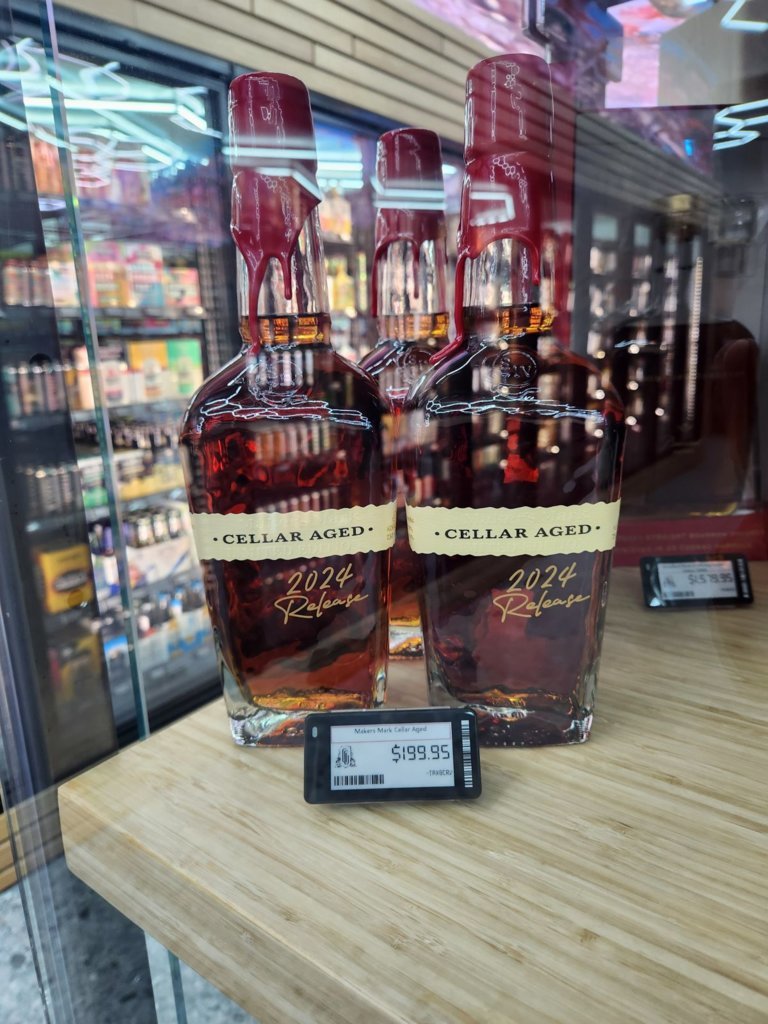 · CELLAR AGED ·
2024
Release
· CELLAR AGED ·
2024
Release
Makers Mark Cellar Aged
$199.95